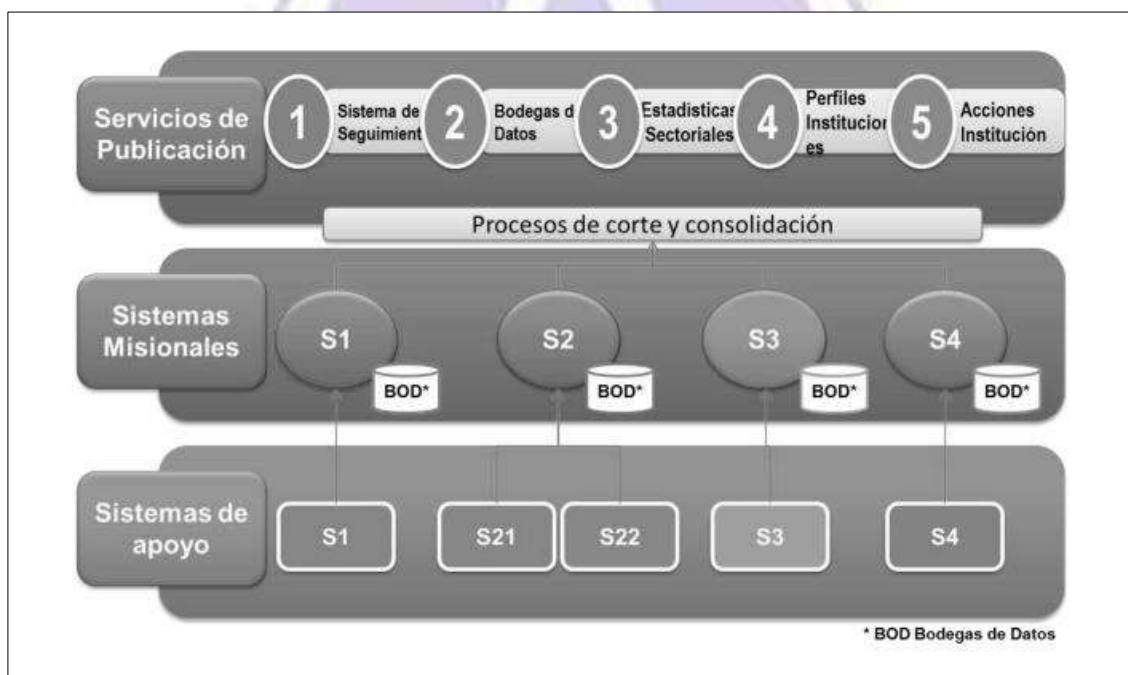 Servicios de
Publicación
1
Sistema de
Seguimient
2
Bodegas d
Datos
3
Estadisticas
Sectoriales
4
Perfiles
Institucion
es
5
Acciones
Institución
Procesos de corte y consolidación
Sistemas
Misionales
S1
BOD*
S2
BOD*
S3
BOD*
S4
BOD*
Sistemas de
apoyo
S1
S21
S22
S3
S4
* BOD Bodegas de Datos